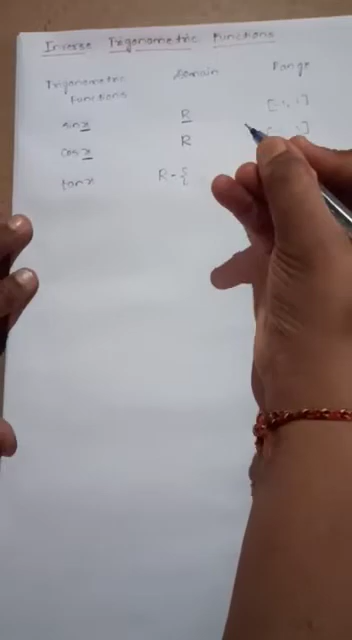 Inverse Trigonometric Functions
Trigonometric Functions Domain Range
sin x R [-1, 1]
cos x R
tan x R - {